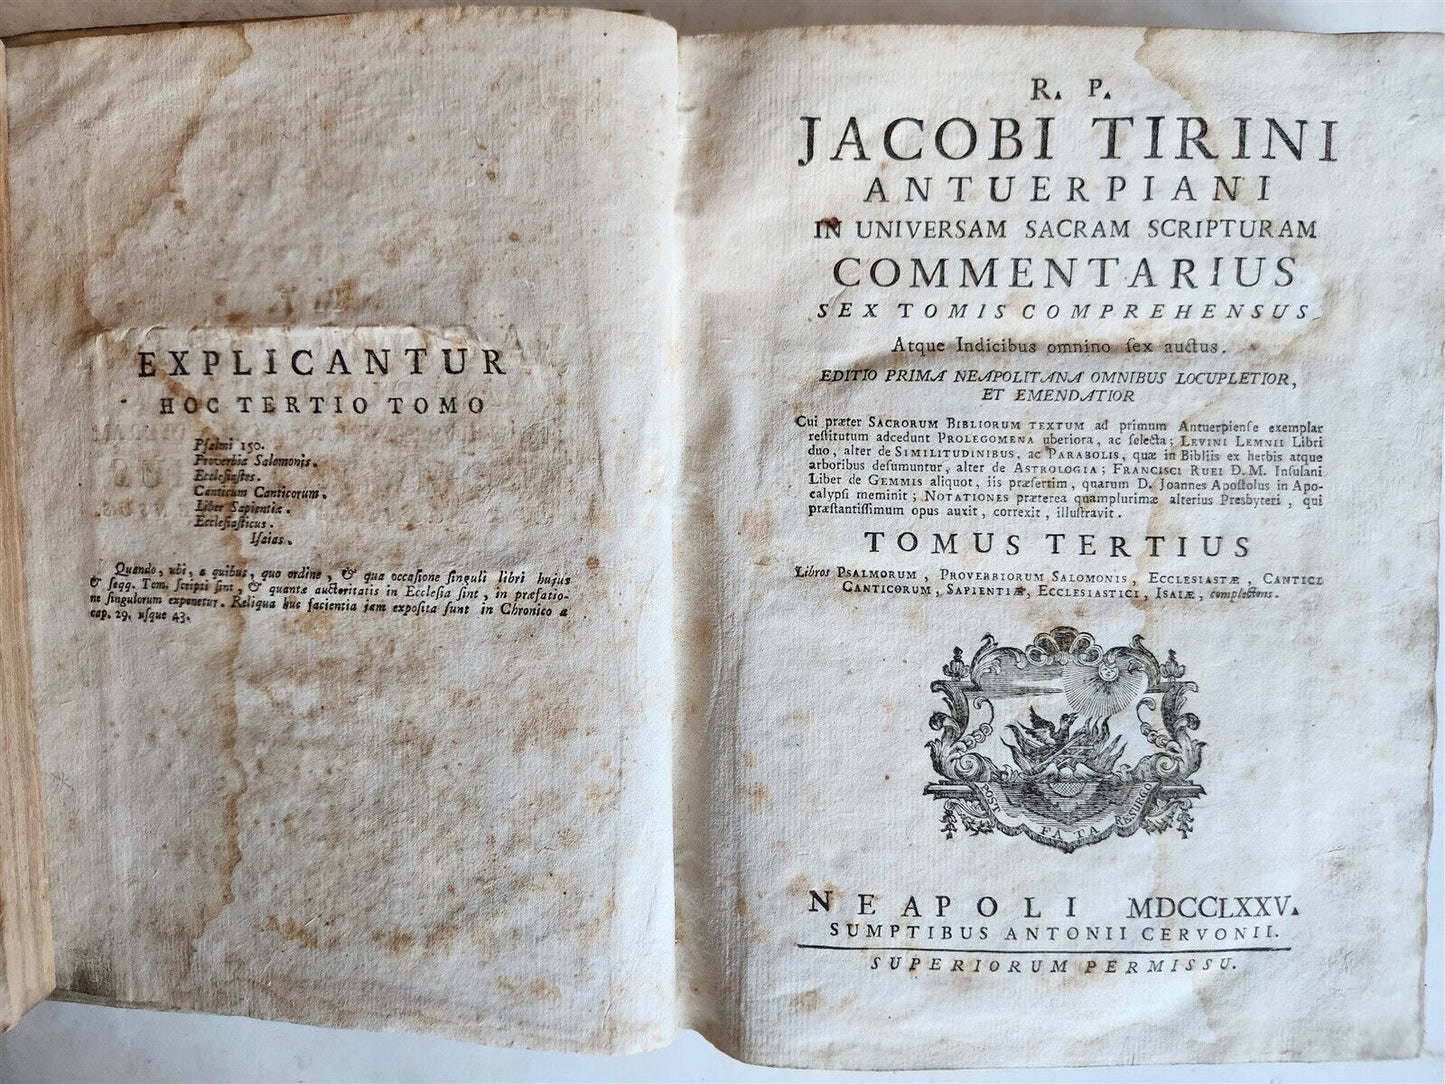 EXPLICANTUR
HOC TERTIO TOMO
Pſalmi 150.
Proverbia Salomonis.
Eccleſiaſtes.
Canticum Canticorum.
Liber Sapientiæ.
Eccleſiaſticus.
Iſaias.
Quando, ubi, a quibus, quo ordine, & qua occaſione ſinguli libri hujus
& ſeqq. Tom. ſcripti ſint, & quantæ auctoritatis in Eccleſia ſint, in præfatio-
ne ſingulorum exponetur. Reliqua huc facientia jam expoſita ſunt in Chronico a
cap. 29. uſque 43.
R. P.
JACOBI TIRINI
ANTUERPIANI
IN UNIVERSAM SACRAM SCRIPTURAM
COMMENTARIUS
SEX TOMIS COMPREHENSUS
Atque Indicibus omnino ſex auctus.
EDITIO PRIMA NEAPOLITANA OMNIBUS LOCUPLETIOR,
ET EMENDATIOR
Cui præter SACRORUM BIBLIORUM TEXTUM ad primum Antuerpienſe exemplar
reſtitutum adcedunt PROLEGOMENA uberiora, ac ſelecta; LEVINI LEMNII Libri
duo, alter de SIMILITUDINIBUS, ac PARABOLIS, quæ in Bibliis ex herbis atque
arboribus deſumuntur, alter de ASTROLOGIA; FRANCISCI RUEI D. M. Inſulani
Liber de GEMMIS aliquot, iis præſertim, quarum D. Joannes Apoſtolus in Apo-
calypſi meminit; NOTATIONES præterea quamplurimæ alterius Presbyteri, qui
præſtantiſſimum opus auxit, correxit, illuſtravit.
TOMUS TERTIUS
Libros PSALMORUM, PROVERBIORUM SALOMONIS, ECCLESIASTÆ, CANTICI
CANTICORUM, SAPIENTIÆ, ECCLESIASTICI, ISAIÆ, complectens.
POST FATA RESURGO
NEAPOLI MDCCLXXV.
SUMPTIBUS ANTONII CERVONII.
SUPERIORUM PERMISSU.